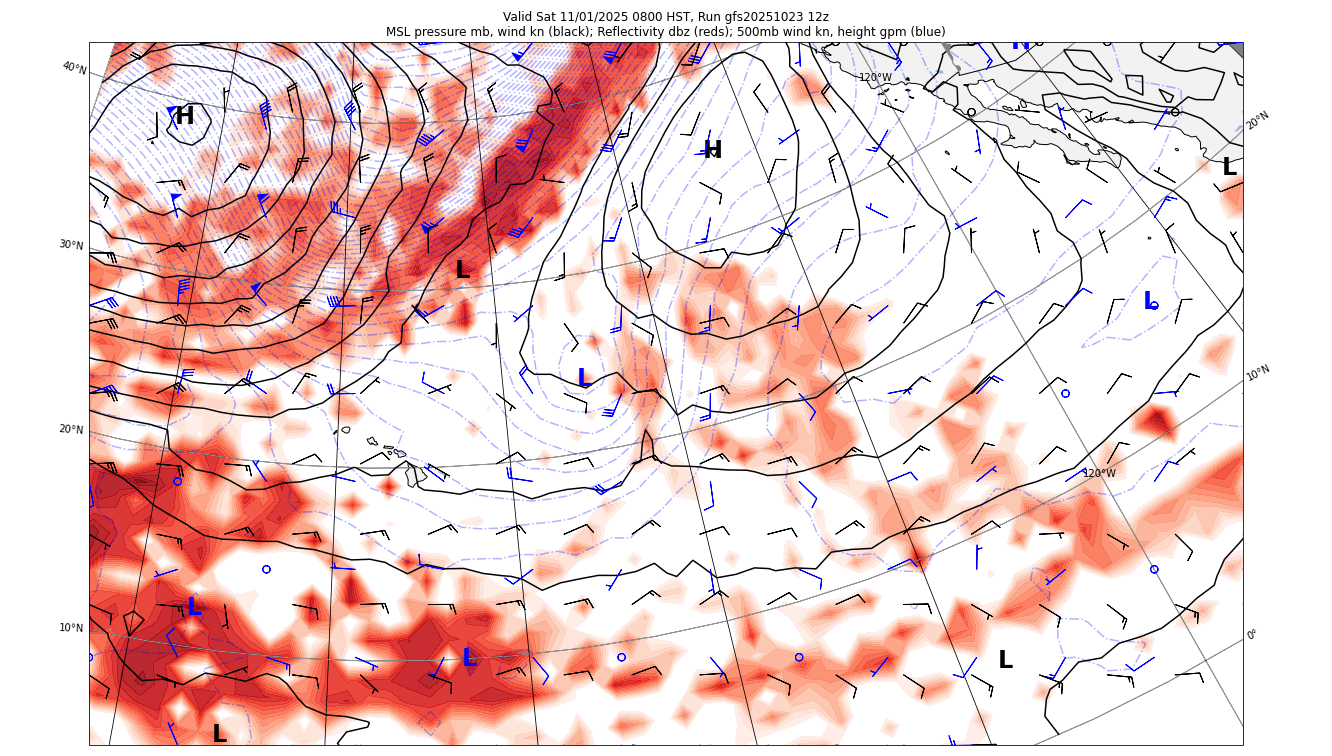 Valid Sat 11/01/2025 0800 HST, Run gfs20251023 12z
MSL pressure mb, wind kn (black); Reflectivity dbz (reds); 500mb wind kn, height gpm (blue)
H
40°N
120°W
H
20°N
H
L
30°N
L
L
10°N
L
20°N
120°W
L
10°N
0°
L
L
L